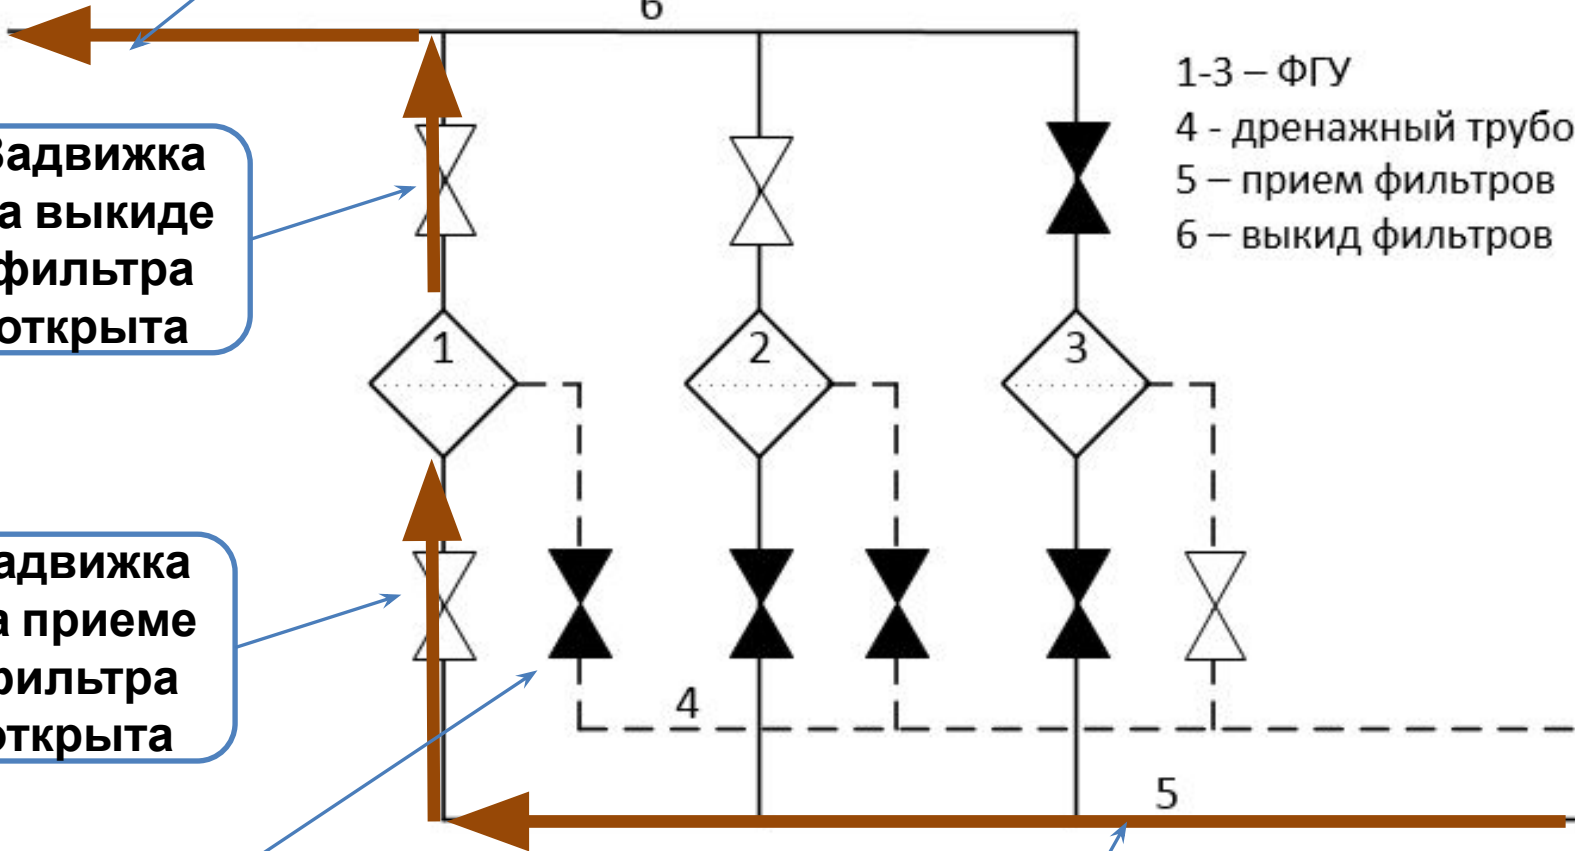 6
1-3 – ФГУ
4 - дренажный трубо
5 – прием фильтров
6 – выкид фильтров
Задвижка
а выкиде
фильтра
открыта
1
2
3
адвижка
а приеме
фильтра
открыта
4
5